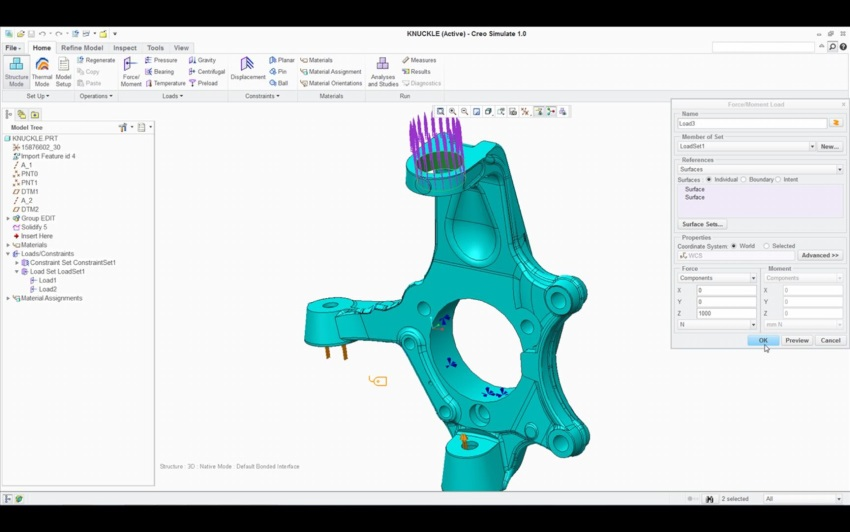 KNUCKLE (Active) - Creo Simulate 1.0
File Home Refine Model Inspect Tools View
Structure Mode
Thermal Mode
Model Setup
Regenerate
Copy
Paste
Force/ Moment
Pressure
Bearing
Temperature
Gravity
Centrifugal
Preload
Displacement
Planar
Pin
Ball
Materials
Material Assignment
Material Orientations
Analyses and Studies
Measures
Results
Diagnostics
Set Up Operations Loads Constraints Materials Run
Model Tree
KNUCKLE.PRT
15876602_30
Import Feature id 4
A_1
PNT0
PNT1
DTM1
A_2
DTM2
Group EDIT
Solidify 5
Insert Here
Materials
Loads/Constraints
Constraint Set ConstraintSet1
Load Set LoadSet1
Load1
Load2
Material Assignments
Force/Moment Load
Name
Load3
Member of Set
LoadSet1 New...
References
Surfaces
Surfaces : Individual Boundary Intent
Surface
Surface
Surface Sets...
Properties
Coordinate System: World Selected
WCS Advanced >>
Force Moment
Components Components
X 0 X 0
Y 0 Y 0
Z 1000 Z 0
N mm N
OK Preview Cancel
Structure : 3D : Native Mode : Default Bonded Interface
2 selected All